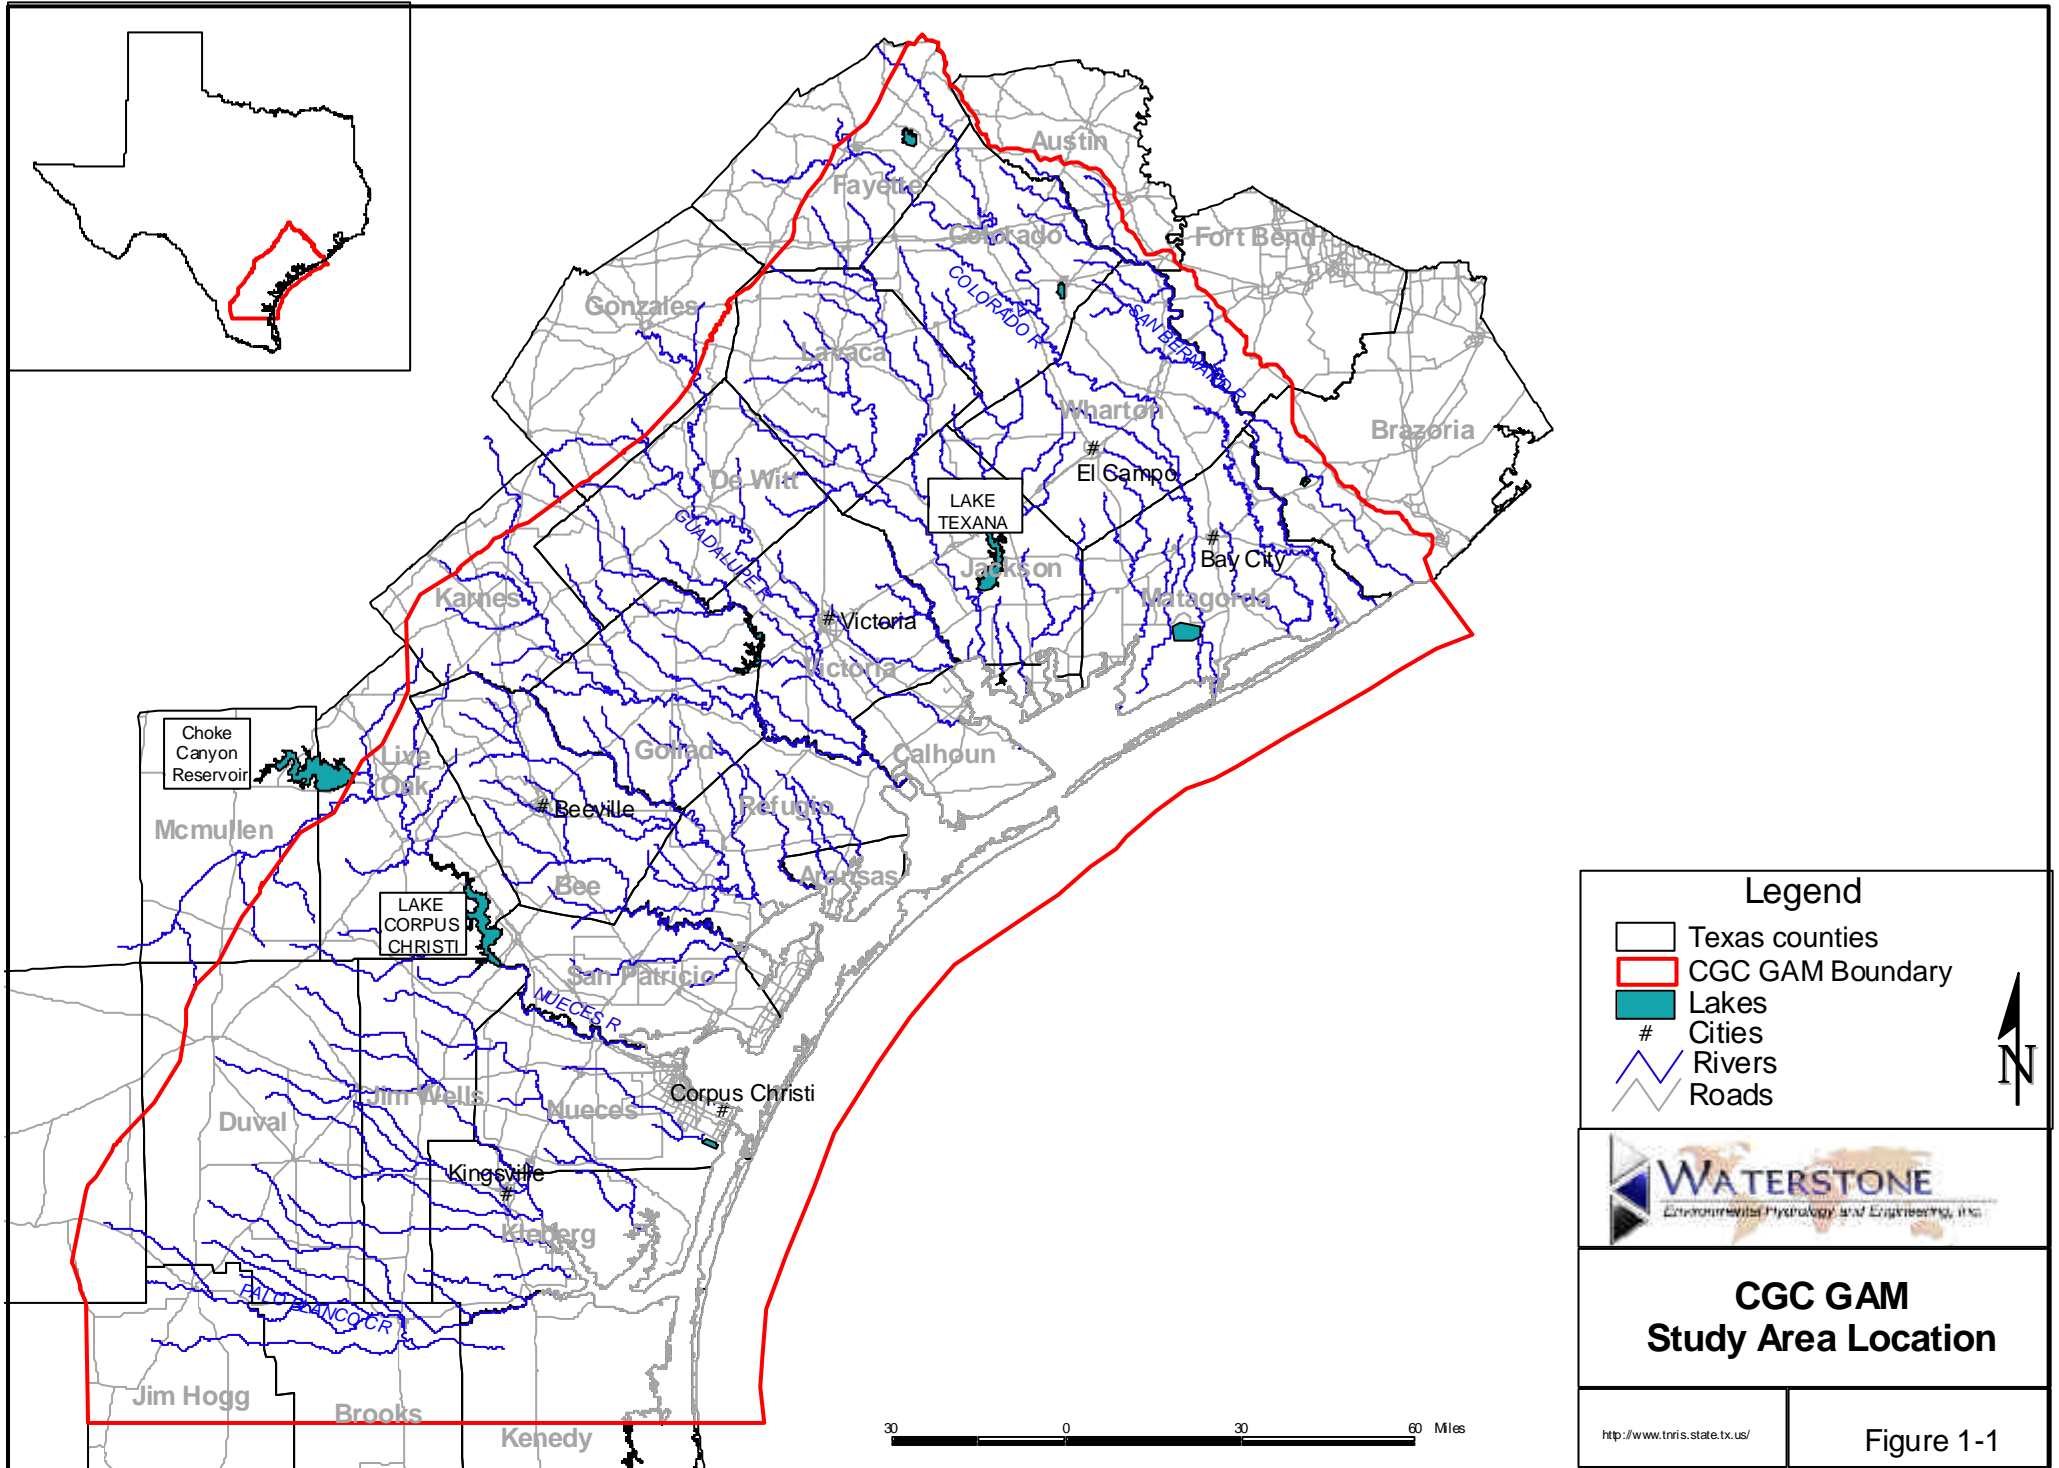 Austin
Fayette
Colorado
Fort Bend
Gonzales
COLORADO R
SAN BERNARD R
Lavaca
Wharton
Brazoria
#
El Campo
De Witt
LAKE
TEXANA
GUADALUPE R
#
Bay City
Jackson
Karnes
Matagorda
# Victoria
Victoria
Choke
Canyon
Reservoir
Live
Oak
Goliad
Calhoun
# Beeville
Refugio
Mcmullen
Bee
Aransas
LAKE
CORPUS
CHRISTI
San Patricio
NUECES R
Corpus Christi
#
Jim Wells
Nueces
Duval
Kingsville
#
Kleberg
PALO BLANCO CR
Jim Hogg
Brooks
Kenedy
30 0 30 60 Miles
Legend
Texas counties
CGC GAM Boundary
Lakes
# Cities
Rivers
Roads
N
WATERSTONE
Environmental Hydrology and Engineering, Inc.
CGC GAM
Study Area Location
http://www.tnris.state.tx.us/
Figure 1-1